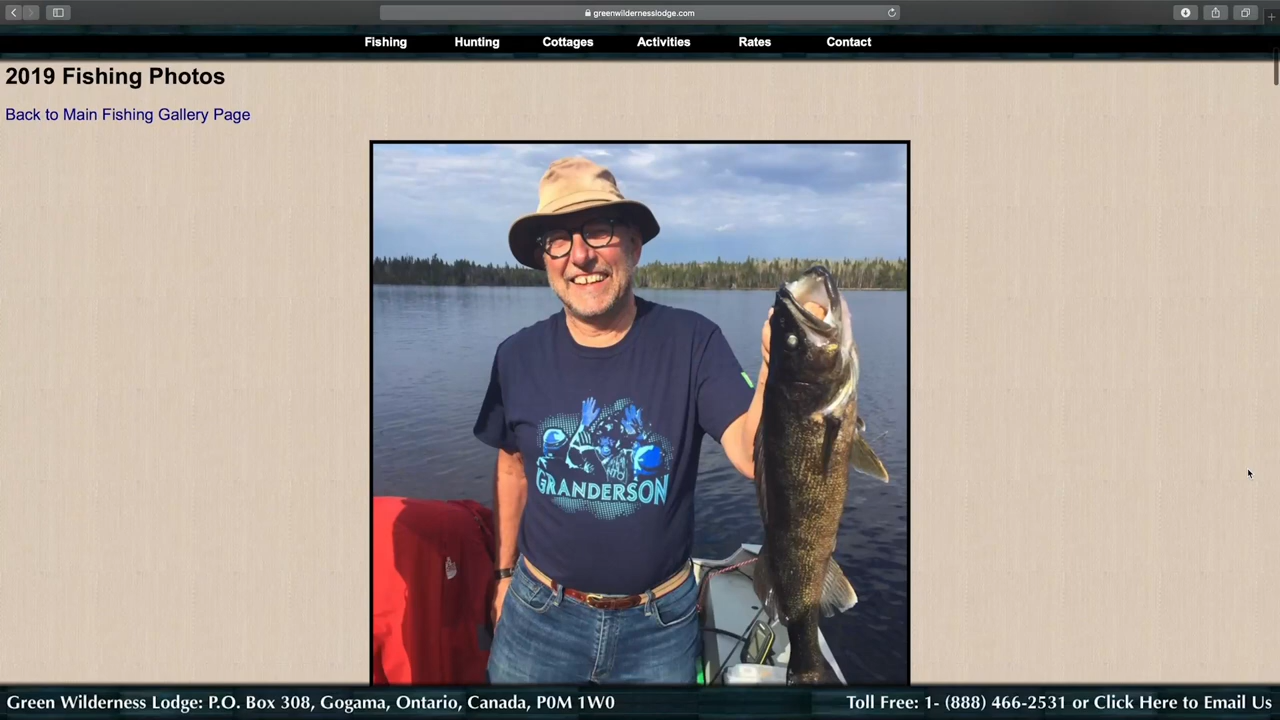 greenwildernesslodge.com
Fishing Hunting Cottages Activities Rates Contact
2019 Fishing Photos
Back to Main Fishing Gallery Page
GRANDERSON
Green Wilderness Lodge: P.O. Box 308, Gogama, Ontario, Canada, P0M 1W0
Toll Free: 1- (888) 466-2531 or Click Here to Email Us